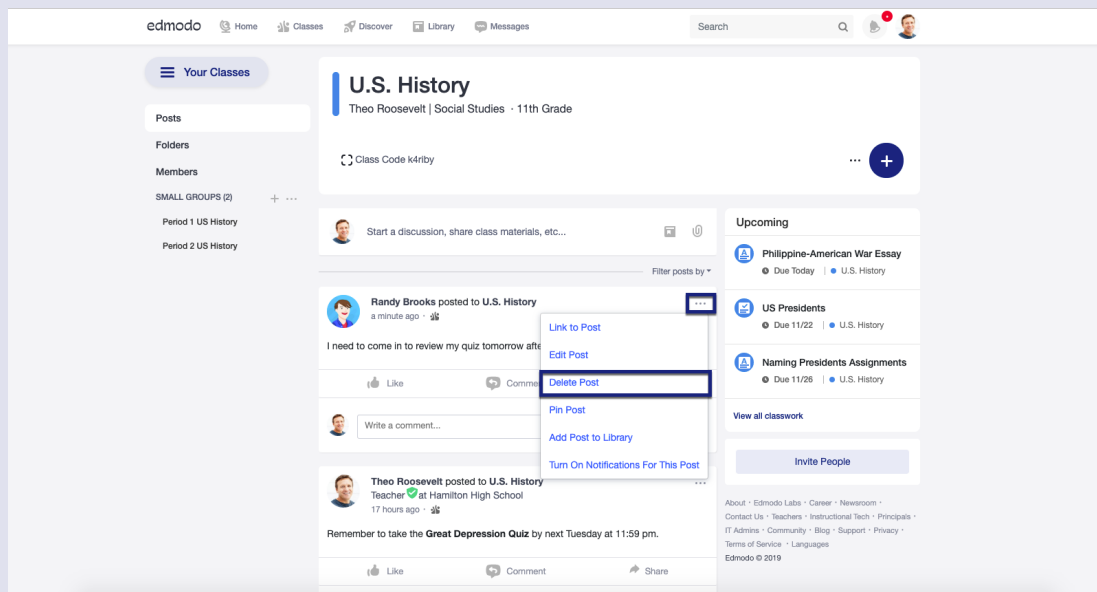 edmodo Home Classes Discover Library Messages Search
Your Classes
Posts
Folders
Members
SMALL GROUPS (2)
Period 1 US History
Period 2 US History
U.S. History
Theo Roosevelt | Social Studies · 11th Grade
Class Code k4riby
Start a discussion, share class materials, etc...
Filter posts by
Randy Brooks posted to U.S. History
a minute ago ·
I need to come in to review my quiz tomorrow
Like
Write a comment...
Link to Post
Edit Post
Delete Post
Pin Post
Add Post to Library
Turn On Notifications For This Post
Theo Roosevelt posted to U.S. History
Teacher at Hamilton High School
17 hours ago ·
Remember to take the Great Depression Quiz by next Tuesday at 11:59 pm.
Like Comment Share
Upcoming
Philippine-American War Essay
Due Today | U.S. History
US Presidents
Due 11/22 | U.S. History
Naming Presidents Assignments
Due 11/26 | U.S. History
View all classwork
Invite People
About · Edmodo Labs · Career · Newsroom ·
Contact Us · Teachers · Instructional Tech · Principals ·
IT Admins · Community · Blog · Support · Privacy ·
Terms of Service · Languages
Edmodo © 2019